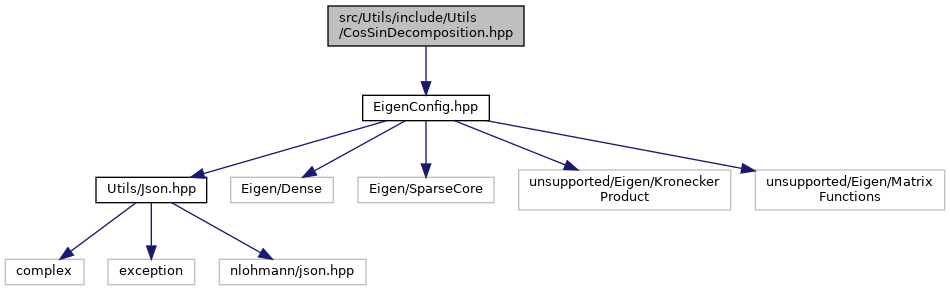 src/Utils/include/Utils
/CosSinDecomposition.hpp
EigenConfig.hpp
Utils/Json.hpp
Eigen/Dense
Eigen/SparseCore
unsupported/Eigen/Kronecker
Product
unsupported/Eigen/Matrix
Functions
complex
exception
nlohmann/json.hpp